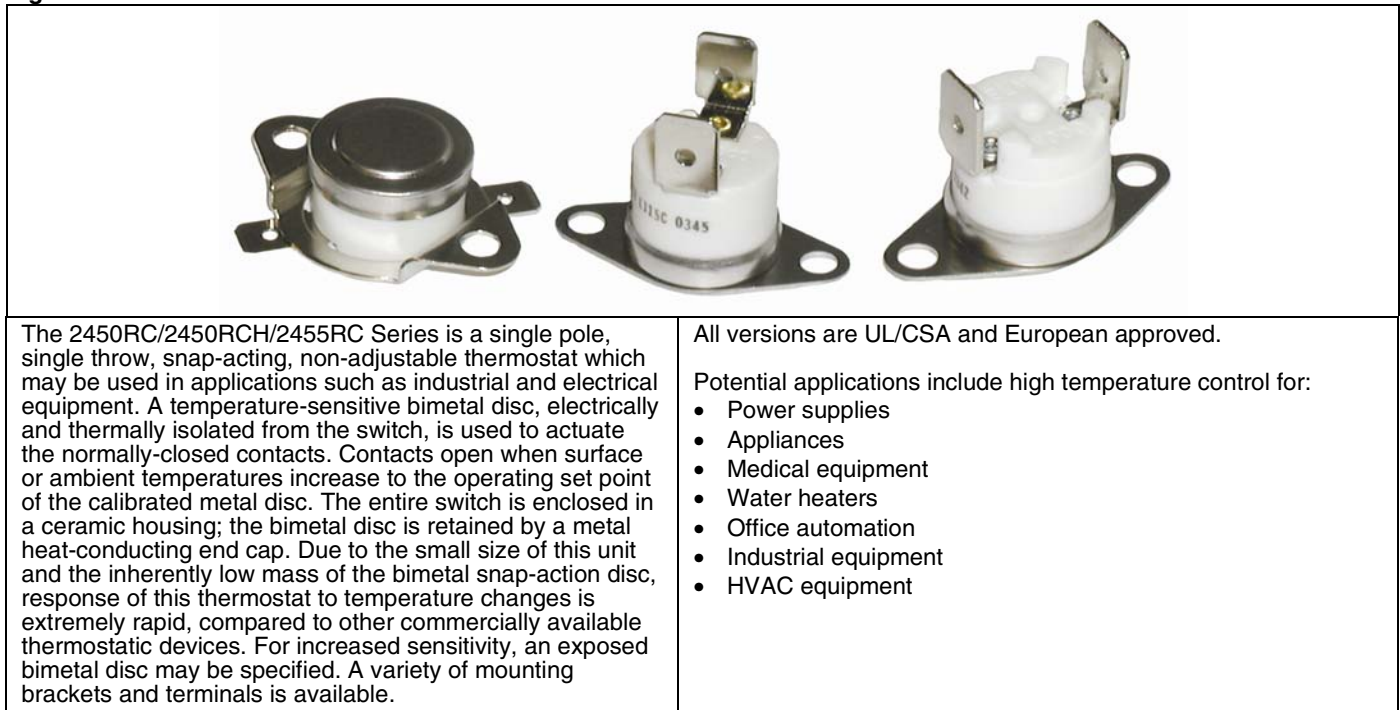 1315C 0345
The 2450RC/2450RCH/2455RC Series is a single pole,
single throw, snap-acting, non-adjustable thermostat which
may be used in applications such as industrial and electrical
equipment. A temperature-sensitive bimetal disc, electrically
and thermally isolated from the switch, is used to actuate
the normally-closed contacts. Contacts open when surface
or ambient temperatures increase to the operating set point
of the calibrated metal disc. The entire switch is enclosed in
a ceramic housing; the bimetal disc is retained by a metal
heat-conducting end cap. Due to the small size of this unit
and the inherently low mass of the bimetal snap-action disc,
response of this thermostat to temperature changes is
extremely rapid, compared to other commercially available
thermostatic devices. For increased sensitivity, an exposed
bimetal disc may be specified. A variety of mounting
brackets and terminals is available.
All versions are UL/CSA and European approved.
Potential applications include high temperature control for:
• Power supplies
• Appliances
• Medical equipment
• Water heaters
• Office automation
• Industrial equipment
• HVAC equipment